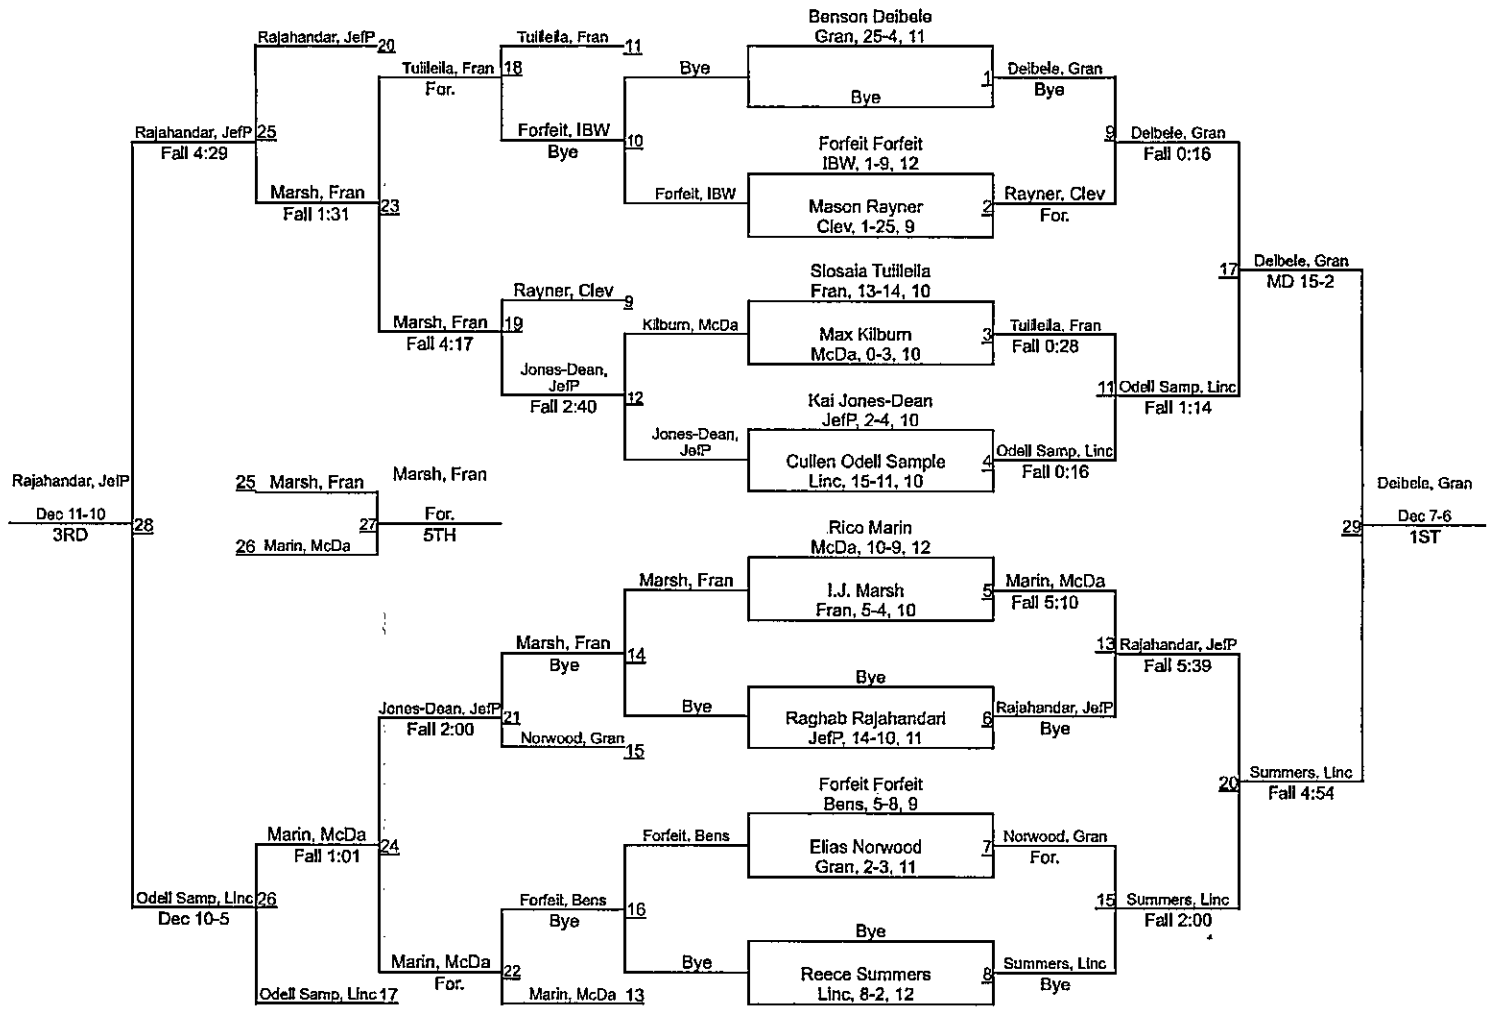 Benson Deibele
Gran, 25-4, 11
Bye
1
Deibele, Gran
Bye
Forfeit Forfeit
IBW, 1-9, 12
Mason Rayner
Clev, 1-25, 9
2
Rayner, Clev
For.
9
Deibele, Gran
Fall 0:16
Slosaia Tuilleila
Fran, 13-14, 10
Max Kilburn
McDa, 0-3, 10
3
Tuilleila, Fran
Fall 0:28
Kai Jones-Dean
JefP, 2-4, 10
Cullen Odell Sample
Linc, 15-11, 10
4
Odell Samp, Linc
Fall 0:16
11
Odell Samp, Linc
Fall 1:14
17
Deibele, Gran
MD 15-2
Rico Marin
McDa, 10-9, 12
I.J. Marsh
Fran, 5-4, 10
5
Marin, McDa
Fall 5:10
Bye
Raghab Rajahandari
JefP, 14-10, 11
6
Rajahandar, JefP
Bye
13
Rajahandar, JefP
Fall 5:39
Forfeit Forfeit
Bens, 5-8, 9
Elias Norwood
Gran, 2-3, 11
7
Norwood, Gran
For.
Bye
Reece Summers
Linc, 8-2, 12
8
Summers, Linc
Bye
15
Summers, Linc
Fall 2:00
20
Summers, Linc
Fall 4:54
Deibele, Gran
29
Dec 7-6
1ST
Bye
Forfeit, IBW
10
Forfeit, IBW
Bye
Tuilleila, Fran
11
18
Tuilleila, Fran
For.
Kilburn, McDa
Jones-Dean,
JefP
12
Jones-Dean,
JefP
Fall 2:40
Rayner, Clev
9
19
Marsh, Fran
Fall 4:17
23
Marsh, Fran
Fall 1:31
Rajahandar, JefP
20
25
Rajahandar, JefP
Fall 4:29
Marsh, Fran
Bye
14
Marsh, Fran
Bye
Norwood, Gran
15
21
Jones-Dean, JefP
Fall 2:00
Forfeit, Bens
Bye
16
Forfeit, Bens
Bye
Marin, McDa
13
22
Marin, McDa
For.
24
Marin, McDa
Fall 1:01
Odell Samp, Linc
17
26
Odell Samp, Linc
Dec 10-5
Rajahandar, JefP
28
Dec 11-10
3RD
25
Marsh, Fran
26
Marin, McDa
27
Marsh, Fran
For.
5TH